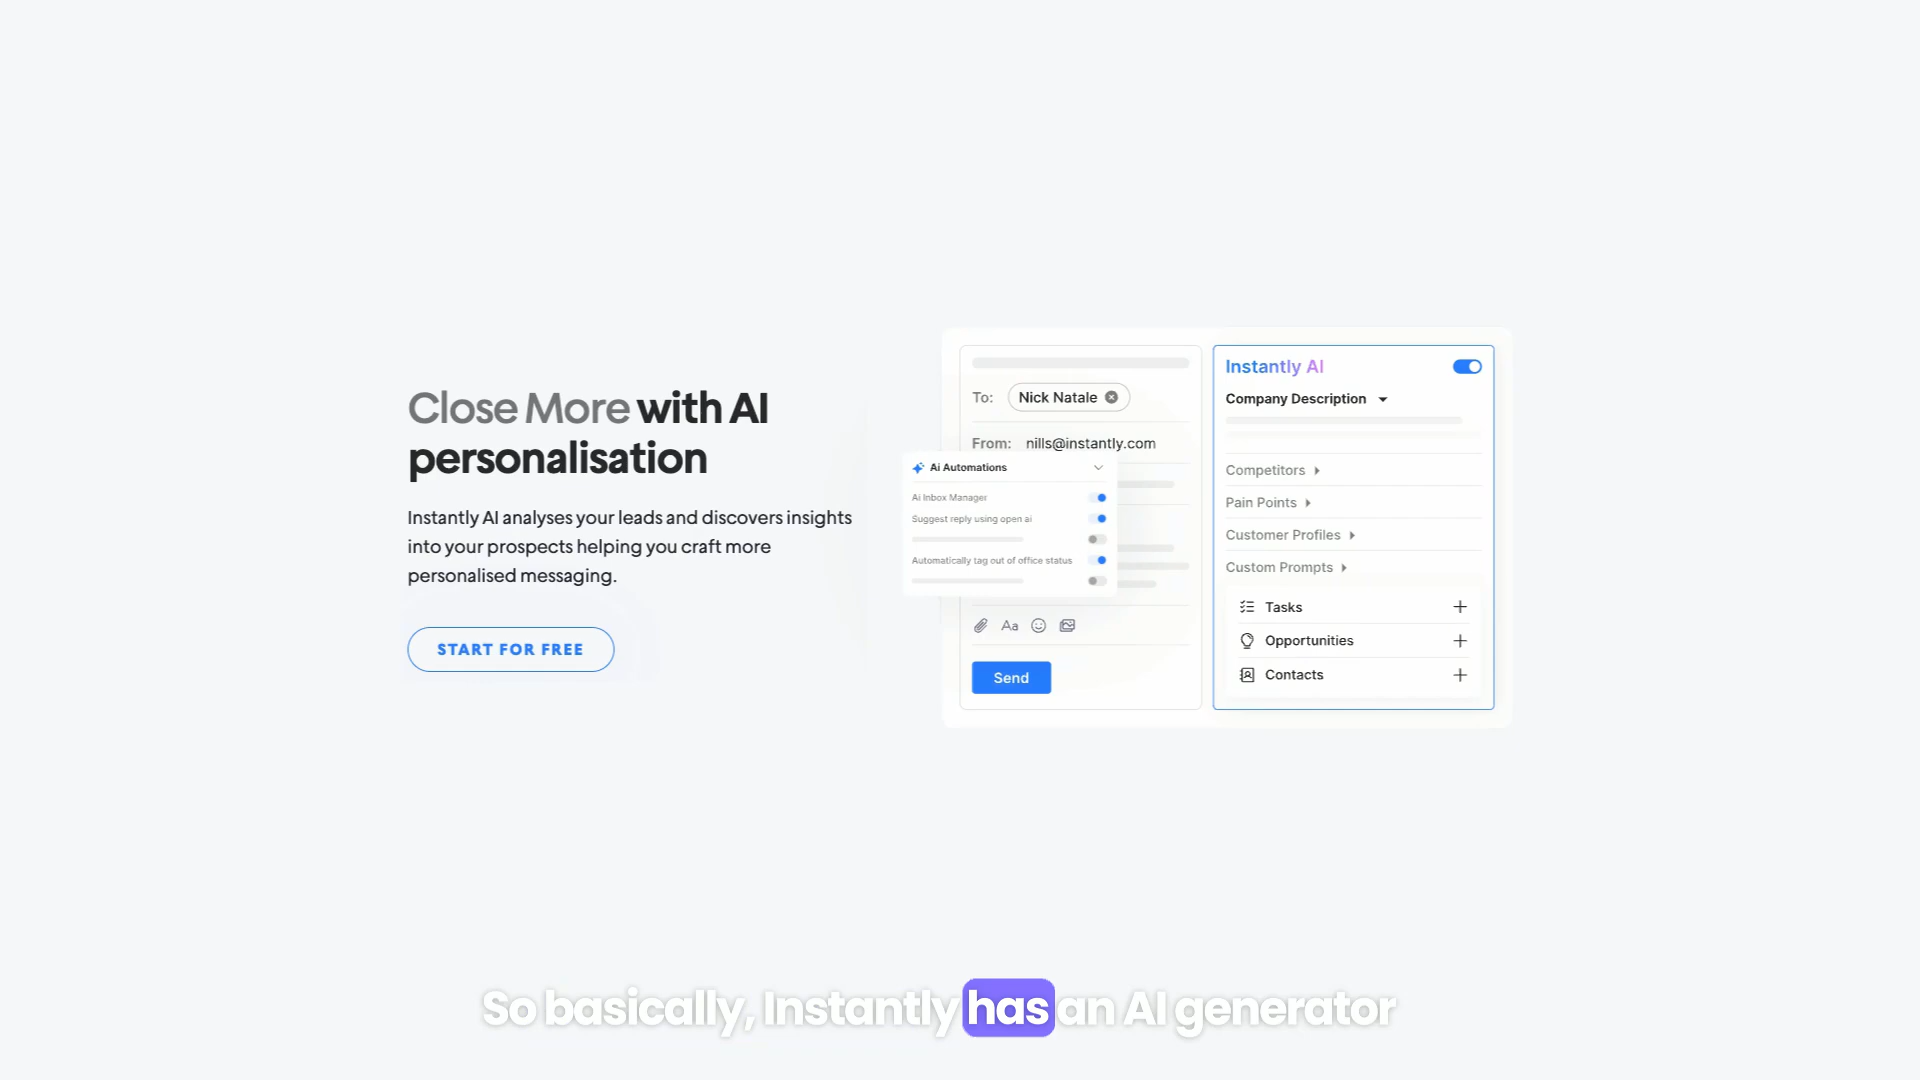 Close More with AI
personalisation
Instantly AI analyses your leads and discovers insights
into your prospects helping you craft more
personalised messaging.
START FOR FREE
To: Nick Natale
From: nills@instantly.com
Ai Automations
Ai Inbox Manager
Suggest reply using open ai
Automatically tag out of office status
Aa
Send
Instantly AI
Company Description
Competitors
Pain Points
Customer Profiles
Custom Prompts
Tasks
Opportunities
Contacts
So basically, Instantly has an AI generator